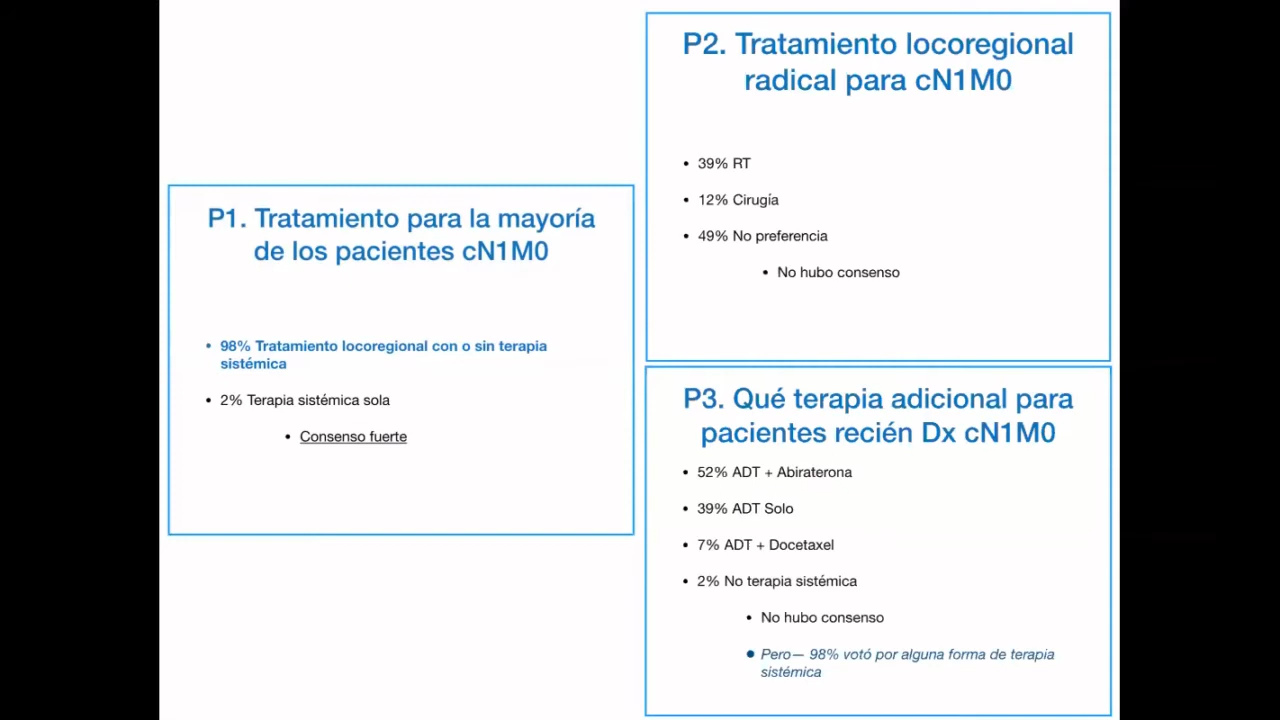 P1. Tratamiento para la mayoría
de los pacientes cN1M0
• 98% Tratamiento locoregional con o sin terapia
sistémica
• 2% Terapia sistémica sola
• Consenso fuerte
P2. Tratamiento locoregional
radical para cN1M0
• 39% RT
• 12% Cirugía
• 49% No preferencia
• No hubo consenso
P3. Qué terapia adicional para
pacientes recién Dx cN1M0
• 52% ADT + Abiraterona
• 39% ADT Solo
• 7% ADT + Docetaxel
• 2% No terapia sistémica
• No hubo consenso
• Pero— 98% votó por alguna forma de terapia
sistémica